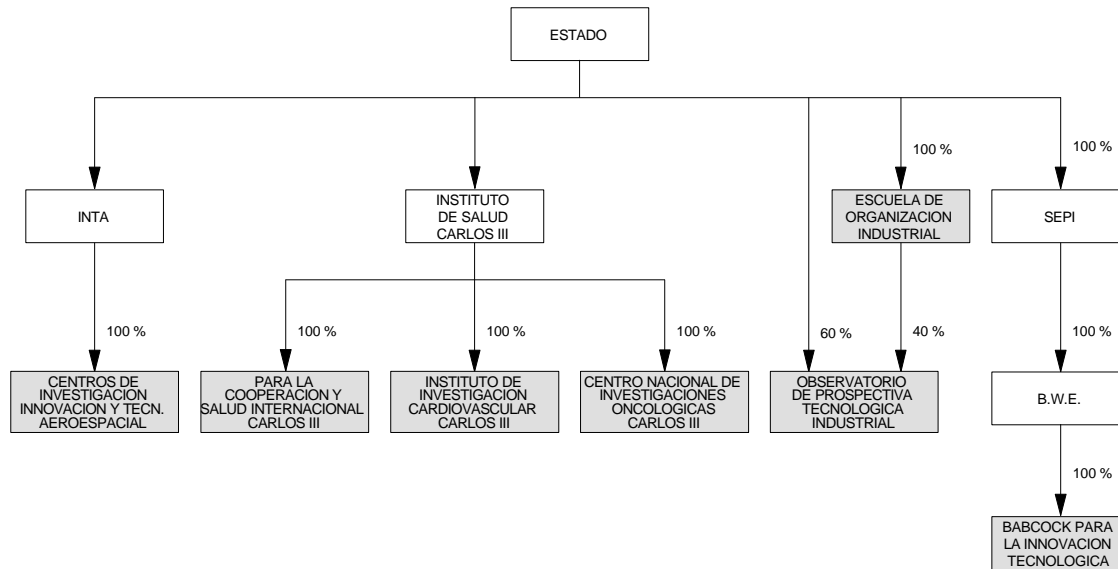 ESTADO
100 %
100 %
INTA
INSTITUTO
DE SALUD
CARLOS III
ESCUELA DE
ORGANIZACION
INDUSTRIAL
SEPI
100 %
100 %
100 %
100 %
60 %
40 %
100 %
CENTROS DE
INVESTIGACION
INNOVACION Y TECN.
AEROESPACIAL
PARA LA
COOPERACION Y
SALUD INTERNACIONAL
CARLOS III
INSTITUTO DE
INVESTIGACION
CARDIOVASCULAR
CARLOS III
CENTRO NACIONAL DE
INVESTIGACIONES
ONCOLOGICAS
CARLOS III
OBSERVATORIO
DE PROSPECTIVA
TECNOLOGICA
INDUSTRIAL
B.W.E.
100 %
BABCOCK PARA
LA INNOVACION
TECNOLOGICA